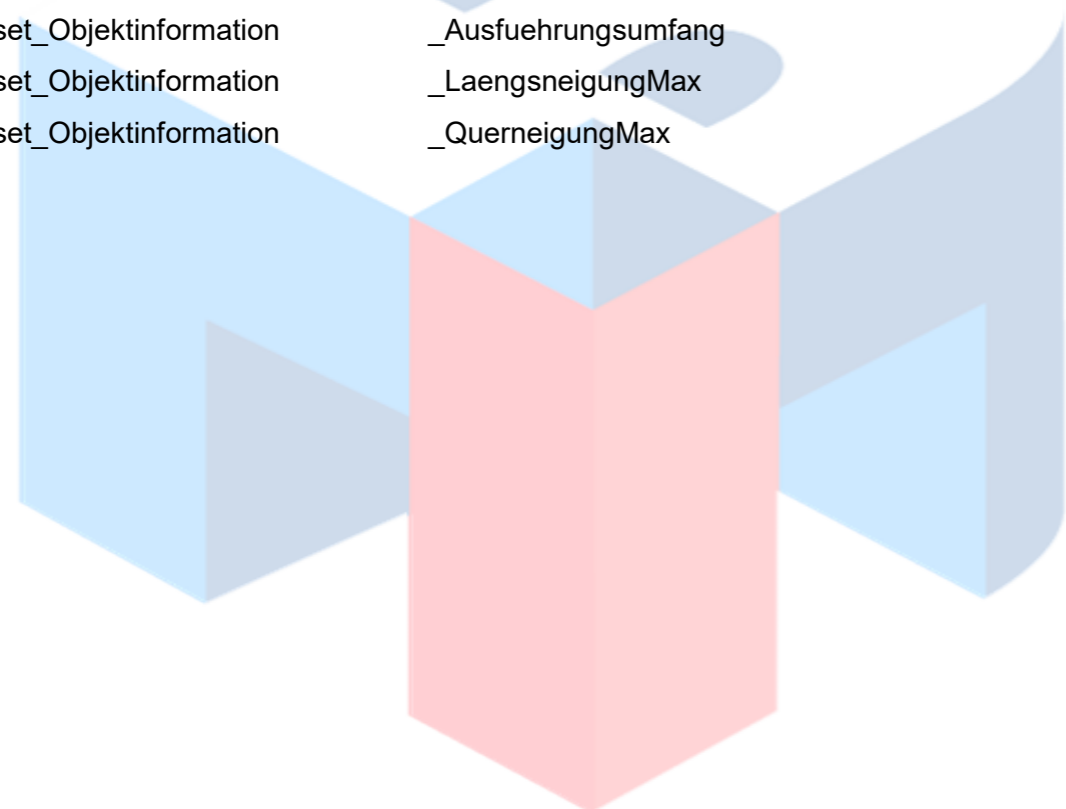 set_Objektinformation _Ausfuehrungsumfang
set_Objektinformation _LaengsneigungMax
set_Objektinformation _QuerneigungMax